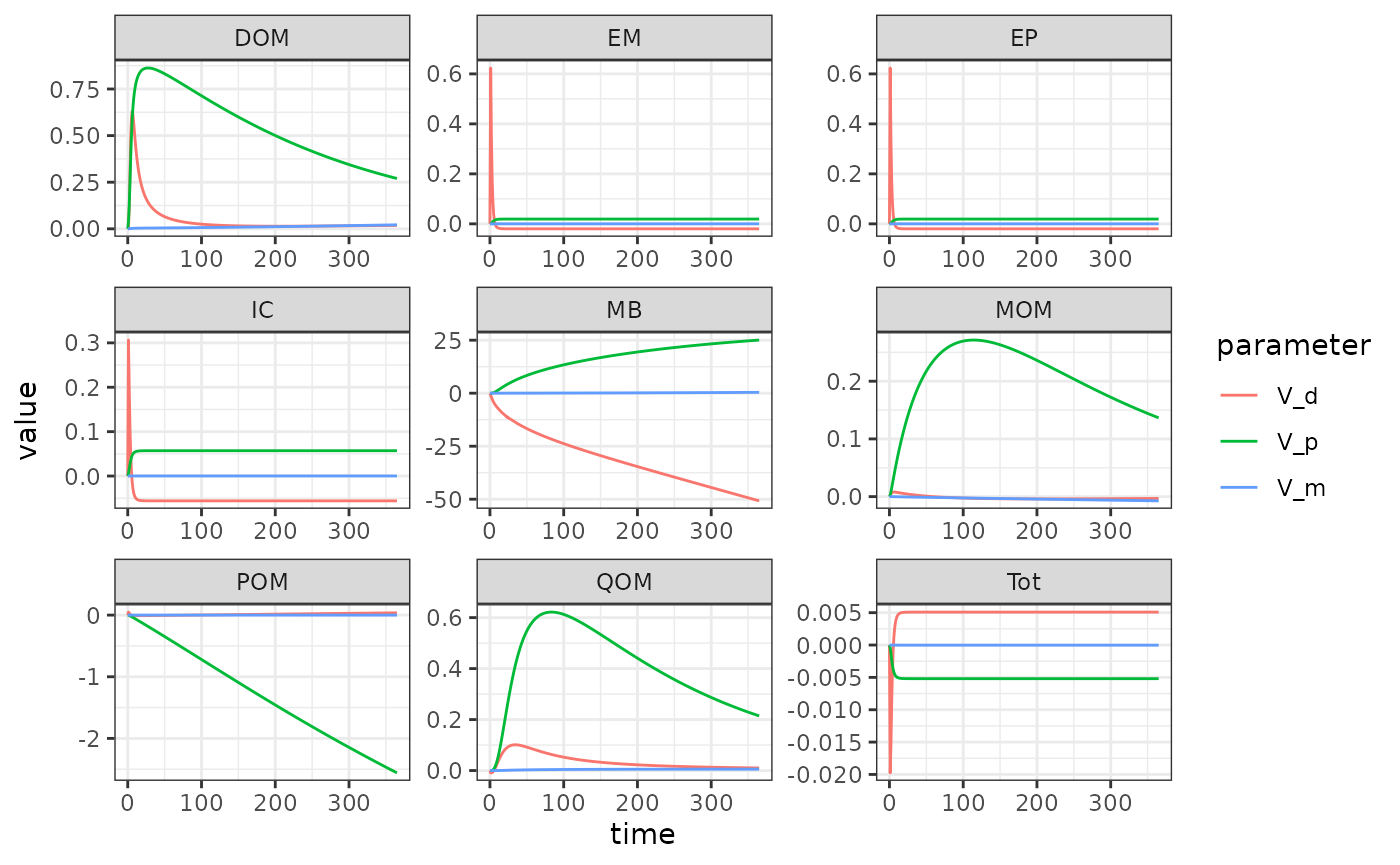 DOM EM EP
0.75 0.6 0.6
0.50 0.4 0.4
0.25 0.2 0.2
0.00 0.0 0.0
0 100 200 300 0 100 200 300 0 100 200 300
IC MB MOM
0.3 25 0.2
0.2 0 0.1
0.1 -25 0.0
0.0 -50
0 100 200 300 0 100 200 300 0 100 200 300
POM QOM Tot
0 0.6 0.005
-1 0.4 0.000
-2 0.2 -0.005
0.0 -0.010
-0.015
-0.020
0 100 200 300 0 100 200 300 0 100 200 300
time
value
parameter
V_d
V_p
V_m